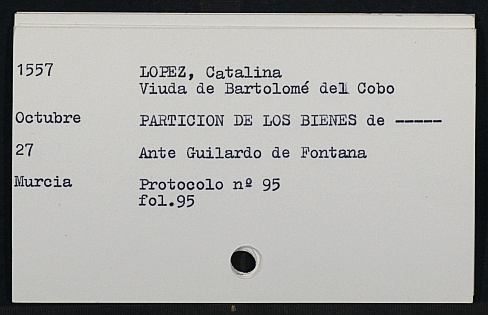 1557 LOPEZ, Catalina
Viuda de Bartolomé del Cobo
Octubre PARTICION DE LOS BIENES de -----
27 Ante Guilardo de Fontana
Murcia Protocolo nº 95
fol.95